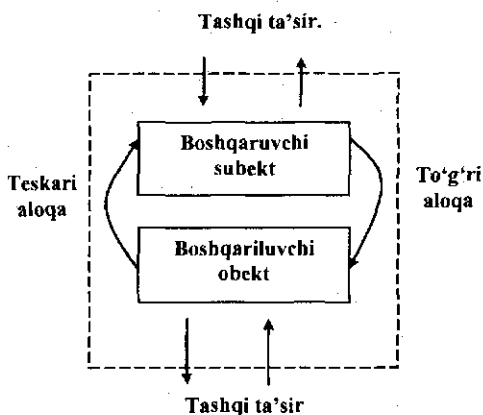 Tashqi ta'sir.
Boshqaruvchi
subekt
Teskari
aloqa
To‘g‘ri
aloqa
Boshqariluvchi
obekt
Tashqi ta'sir